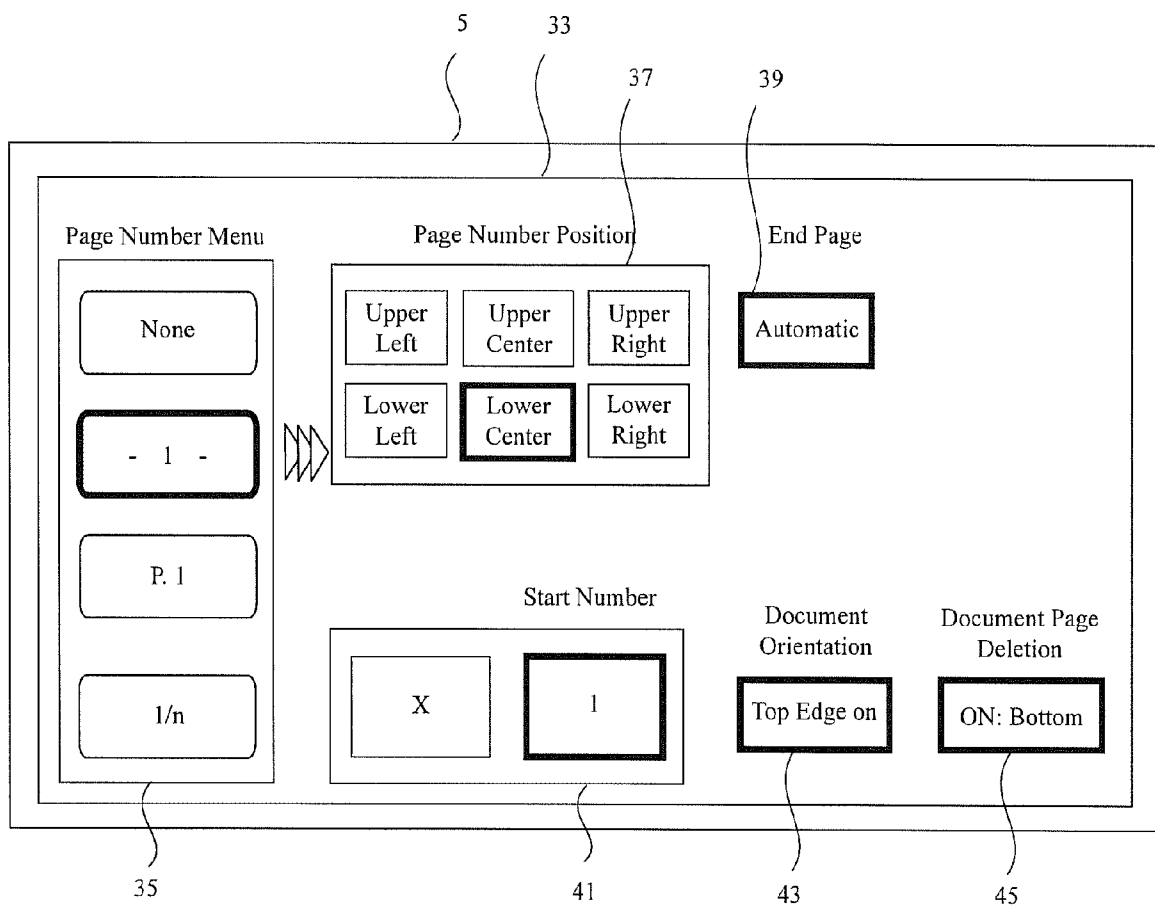 5
33
37
39
Page Number Menu
Page Number Position
End Page
None
- 1 -
P. 1
1/n
Upper
Left
Upper
Center
Upper
Right
Lower
Left
Lower
Center
Lower
Right
Automatic
Start Number
X
1
Document
Orientation
Top Edge on
Document Page
Deletion
ON: Bottom
35
41
43
45